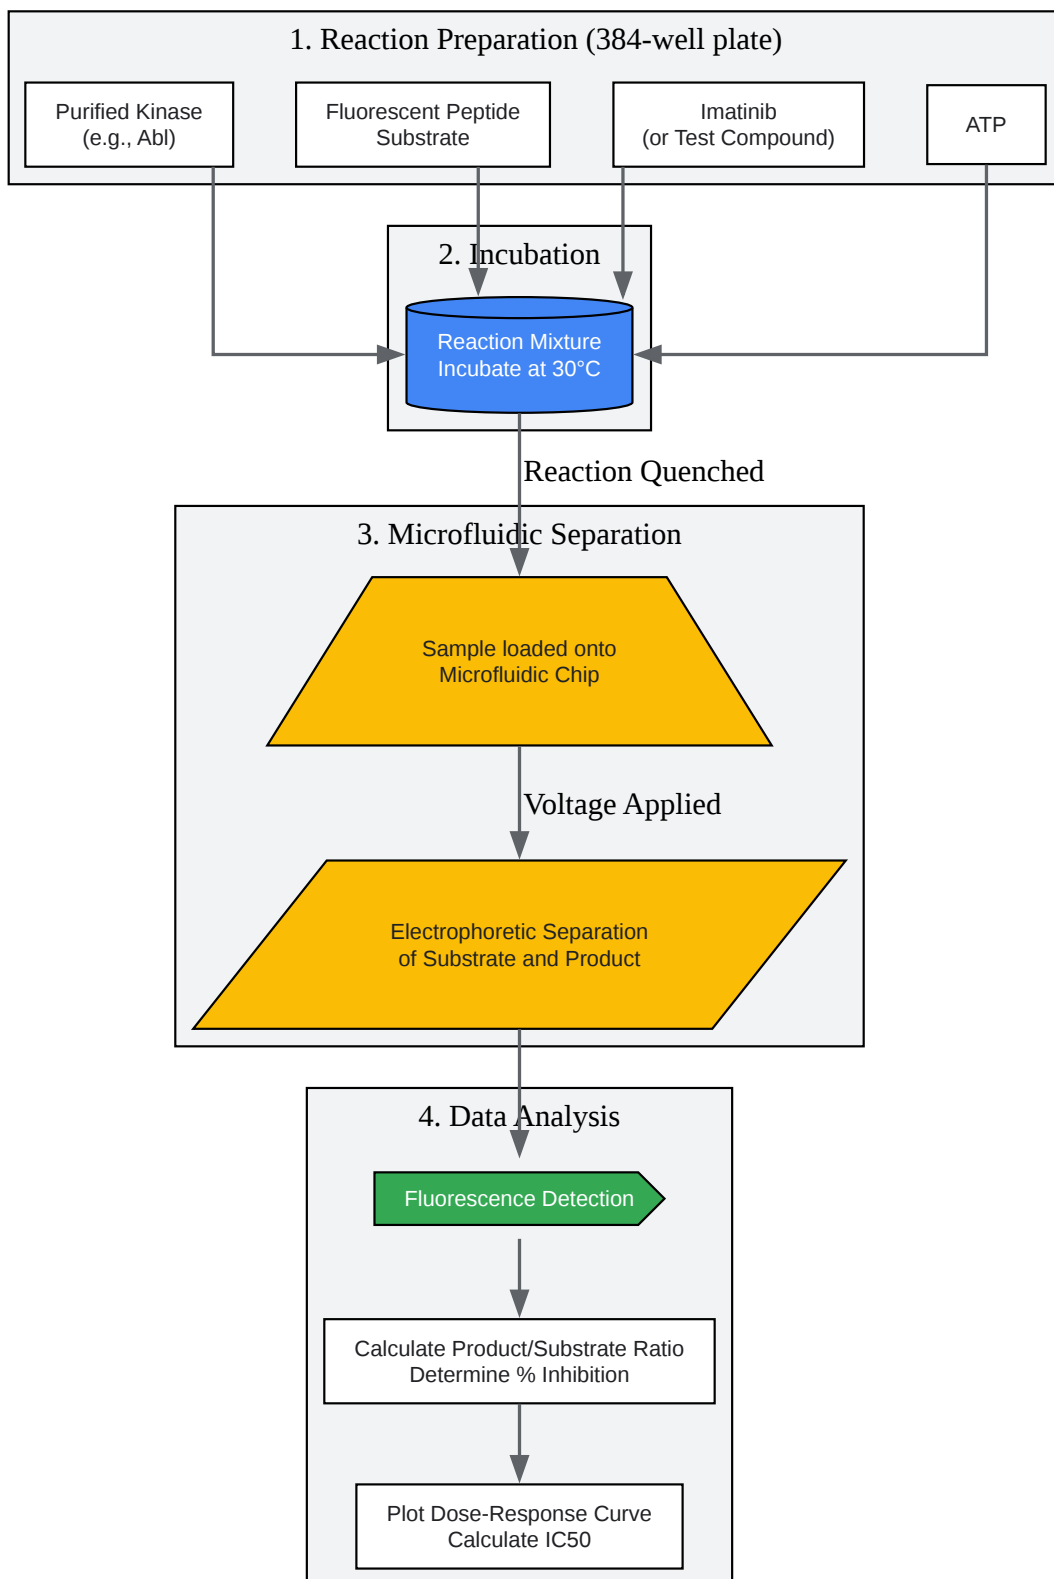 1. Reaction Preparation (384-well plate)
Purified Kinase
(e.g., Abl)
Fluorescent Peptide
Substrate
Imatinib
(or Test Compound)
ATP
2. Incubation
Reaction Mixture
Incubate at 30°C
Reaction Quenched
3. Microfluidic Separation
Sample loaded onto
Microfluidic Chip
Voltage Applied
Electrophoretic Separation
of Substrate and Product
4. Data Analysis
Fluorescence Detection
Calculate Product/Substrate Ratio
Determine % Inhibition
Plot Dose-Response Curve
Calculate IC50